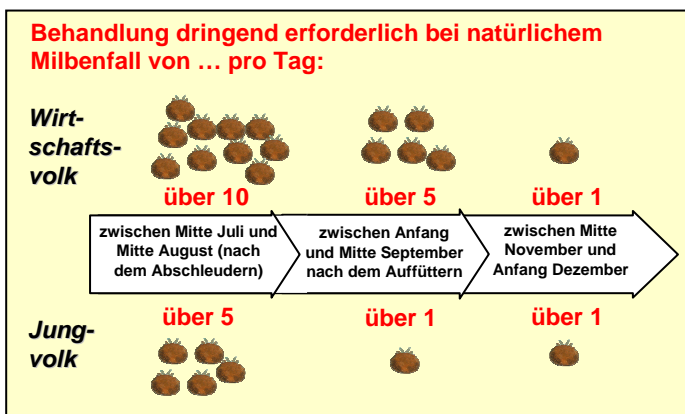 Behandlung dringend erforderlich bei natürlichem
Milbenfall von … pro Tag:
Wirt-
schafts-
volk
über 10
über 5
über 1
zwischen Mitte Juli und
Mitte August (nach
dem Abschleudern)
zwischen Anfang
und Mitte September
nach dem Auffüttern
zwischen Mitte
November und
Anfang Dezember
Jung-
volk
über 5
über 1
über 1